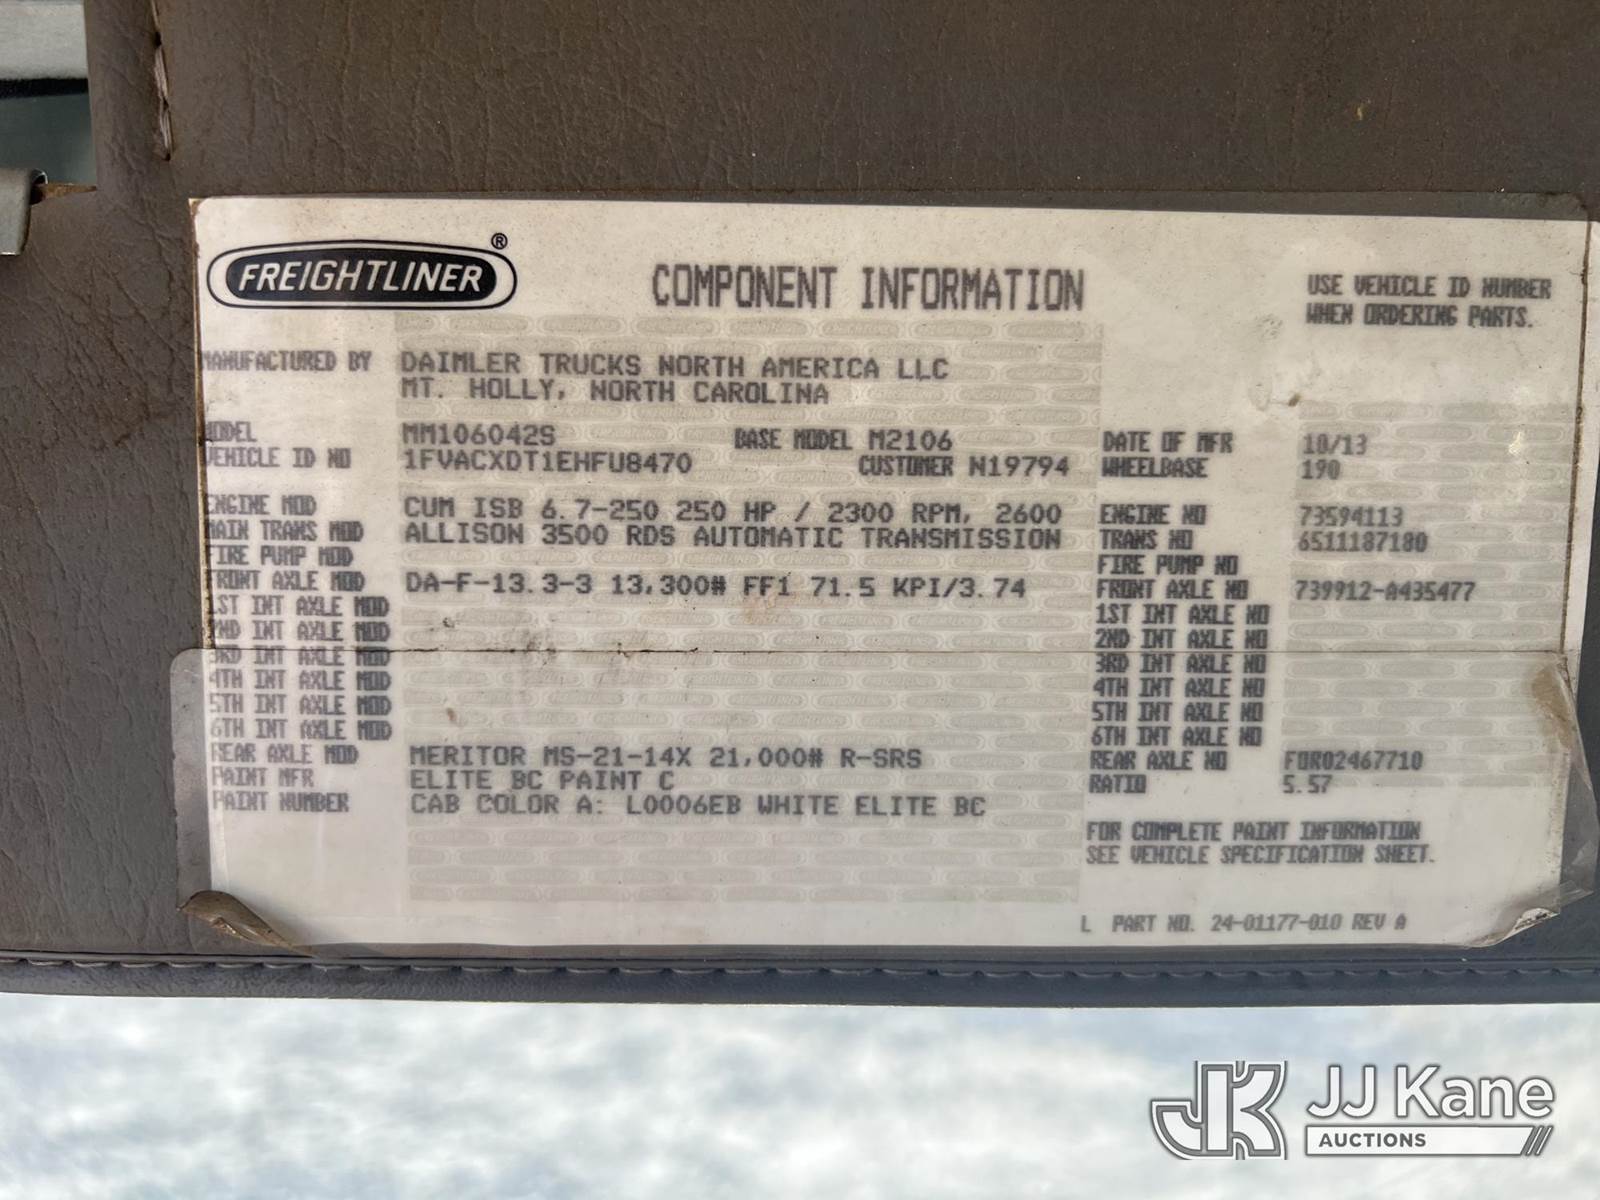 FREIGHTLINER ®
COMPONENT INFORMATION
USE VEHICLE ID NUMBER
WHEN ORDERING PARTS.
MANUFACTURED BY DAIMLER TRUCKS NORTH AMERICA LLC
MT. HOLLY, NORTH CAROLINA
MODEL MM106042S BASE MODEL M2106 DATE OF MFR 10/13
VEHICLE ID NO 1FVACXDT1EHFU8470 CUSTOMER N19794 WHEELBASE 190
ENGINE MOD CUM ISB 6.7-250 250 HP / 2300 RPM, 2600 ENGINE NO 73594113
MAIN TRANS MOD ALLISON 3500 RDS AUTOMATIC TRANSMISSION TRANS NO 6511187180
FIRE PUMP MOD FIRE PUMP NO
FRONT AXLE MOD DA-F-13.3-3 13,300# FF1 71.5 KPI/3.74 FRONT AXLE NO 739912-A435477
1ST INT AXLE MOD 1ST INT AXLE NO
2ND INT AXLE MOD 2ND INT AXLE NO
3RD INT AXLE MOD 3RD INT AXLE NO
4TH INT AXLE MOD 4TH INT AXLE NO
5TH INT AXLE MOD 5TH INT AXLE NO
6TH INT AXLE MOD 6TH INT AXLE NO
REAR AXLE MOD MERITOR MS-21-14X 21,000# R-SRS REAR AXLE NO FOR02467710
PAINT MFR ELITE BC PAINT C RATIO 5.57
PAINT NUMBER CAB COLOR A: L0006EB WHITE ELITE BC
FOR COMPLETE PAINT INFORMATION
SEE VEHICLE SPECIFICATION SHEET.
L PART NO. 24-01177-010 REV A
JK JJ Kane
AUCTIONS